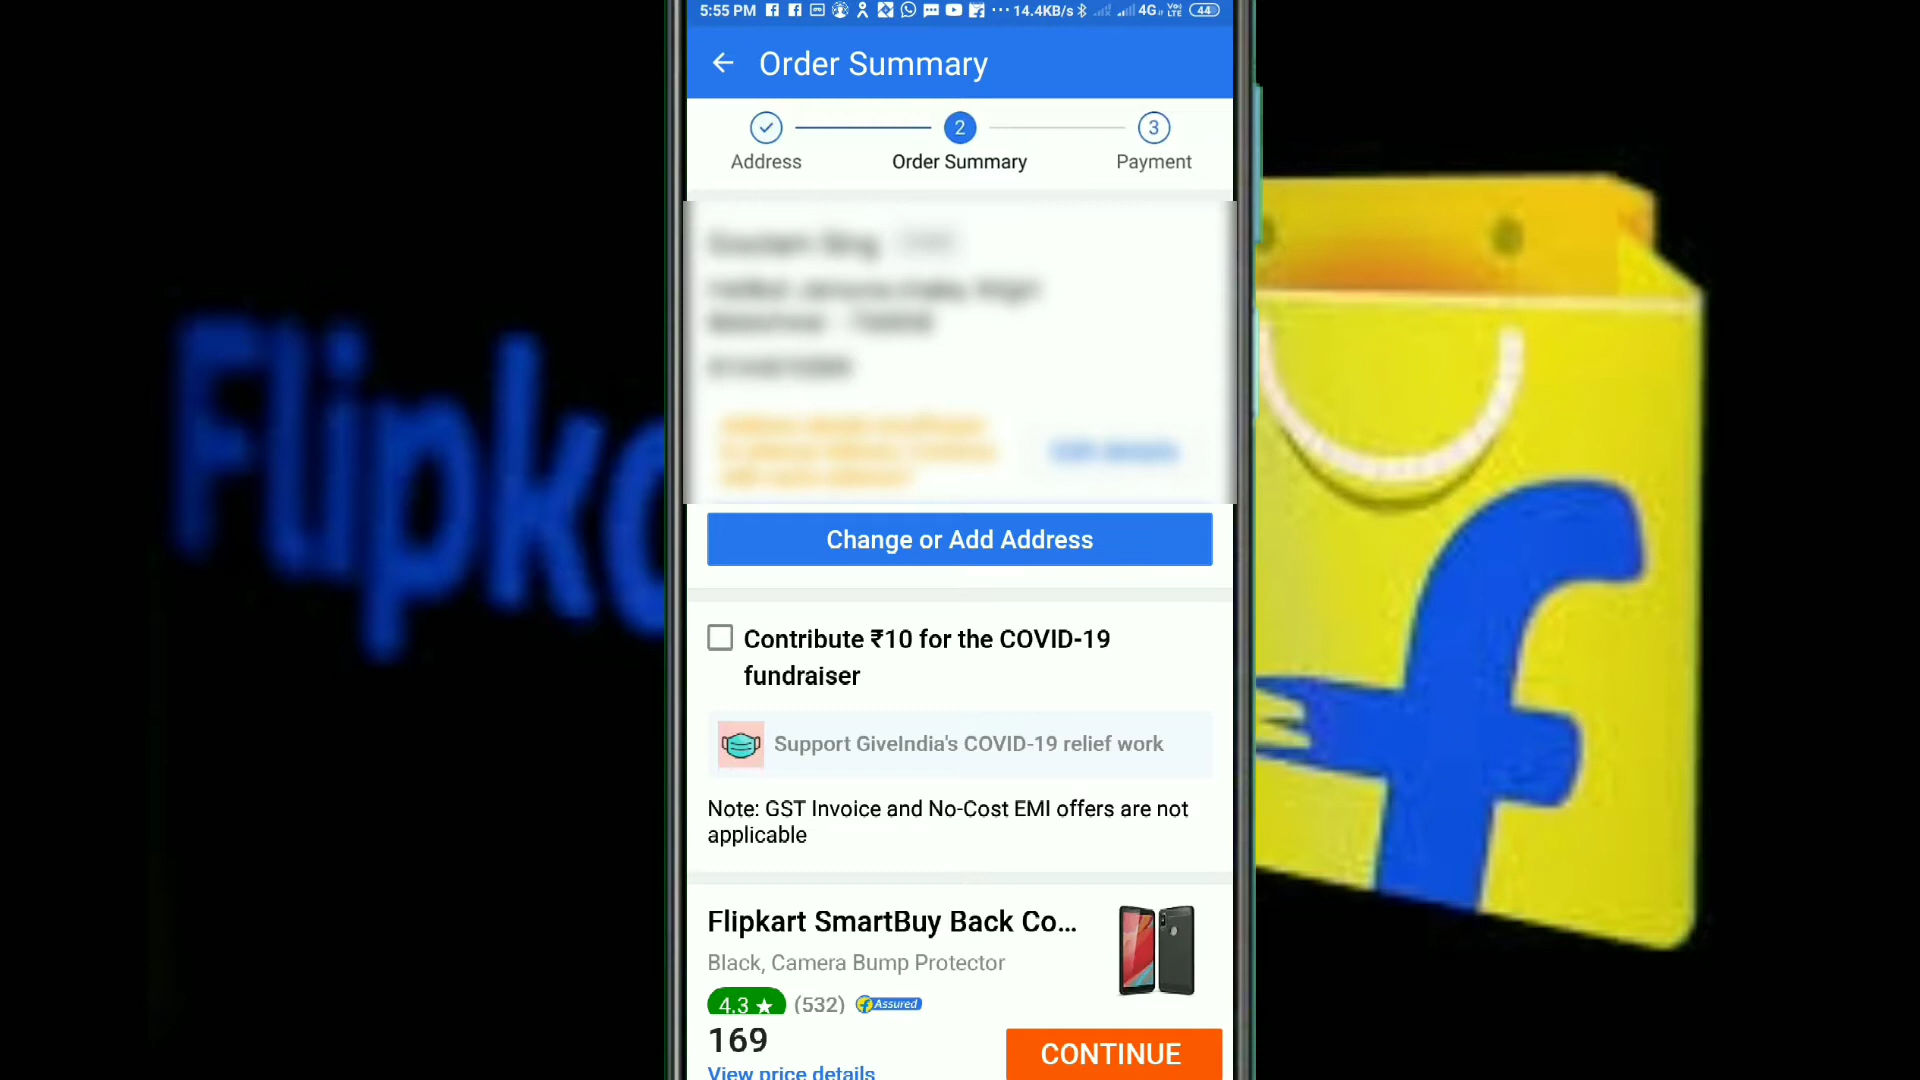 5:55 PM ... 14.4KB/s 4G VoLTE 44
Order Summary
2
3
Address
Order Summary
Payment
Change or Add Address
Contribute ₹10 for the COVID-19
fundraiser
Support GiveIndia's COVID-19 relief work
Note: GST Invoice and No-Cost EMI offers are not
applicable
Flipkart SmartBuy Back Co...
Black, Camera Bump Protector
4.3 ★ (532) f Assured
169
View price details
CONTINUE
Flipk
f